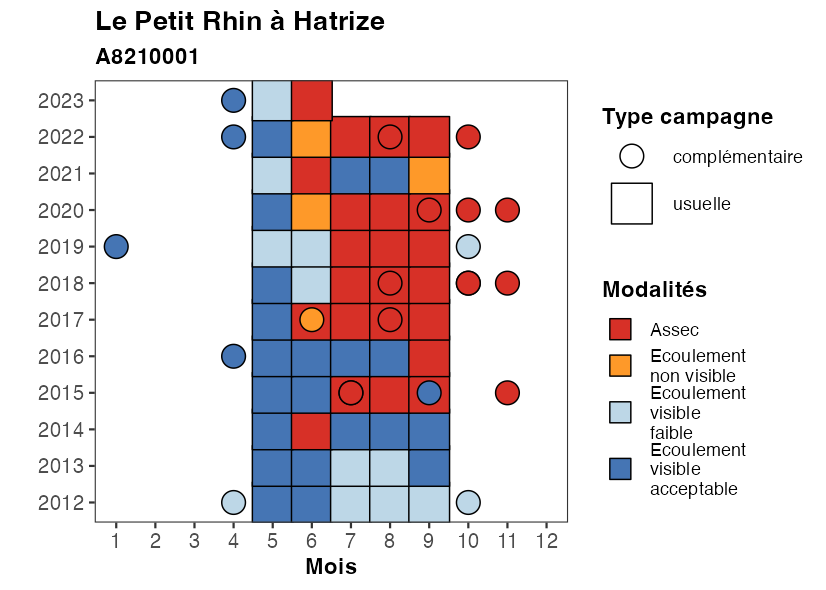 Le Petit Rhin à Hatrize
A8210001
2023
2022
2021
2020
2019
2018
2017
2016
2015
2014
2013
2012
1 2 3 4 5 6 7 8 9 10 11 12
Mois
Type campagne
complémentaire
usuelle
Modalités
Assec
Ecoulement
non visible
Ecoulement
visible
faible
Ecoulement
visible
acceptable